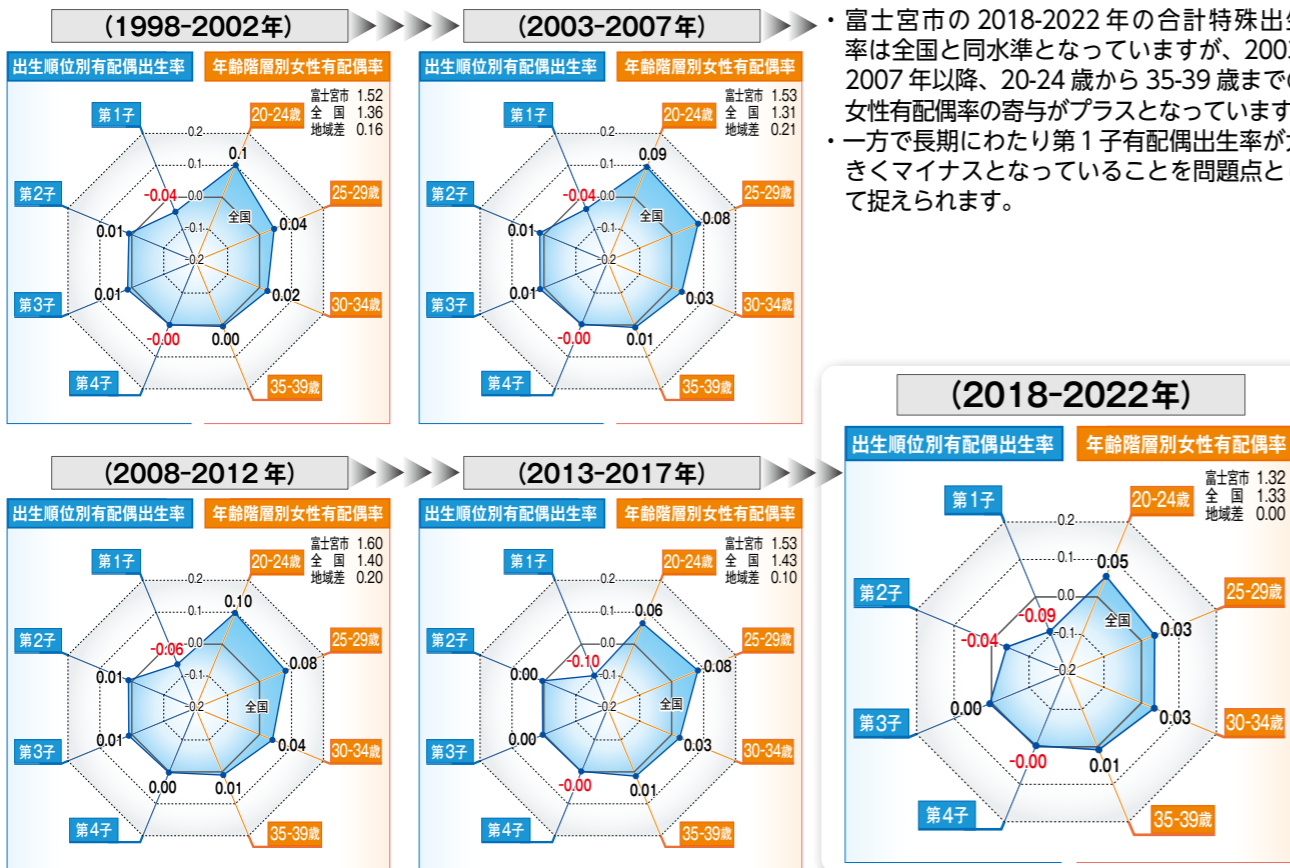 (1998-2002年)
出生順位別有配偶出生率
年齢階層別女性有配偶率
富士宮市 1.52
全国 1.36
地域差 0.16
第1子
20-24歳
0.2
0.1
0.1
-0.04
0.0
第2子
25-29歳
全国
0.01
0.04
-0.1
-0.2
第3子
0.01
0.02
30-34歳
-0.00
0.00
第4子
35-39歳
(2003-2007年)
出生順位別有配偶出生率
年齢階層別女性有配偶率
富士宮市 1.53
全国 1.31
地域差 0.21
第1子
20-24歳
0.2
0.09
0.1
-0.04
0.0
第2子
25-29歳
全国
0.08
0.01
-0.1
-0.2
第3子
0.01
0.03
30-34歳
-0.00
0.01
第4子
35-39歳
・富士宮市の2018-2022年の合計特殊出生
率は全国と同水準となっていますが、2003
2007年以降、20-24歳から35-39歳までの
女性有配偶率の寄与がプラスとなっています
・一方で長期にわたり第1子有配偶出生率が
きくマイナスとなっていることを問題点と
て捉えられます。
(2008-2012年)
出生順位別有配偶出生率
年齢階層別女性有配偶率
富士宮市 1.60
全国 1.40
地域差 0.20
第1子
20-24歳
0.2
0.10
0.1
-0.06
0.0
第2子
25-29歳
0.08
0.01
-0.1
全国
-0.2
第3子
0.01
0.04
30-34歳
0.00
0.01
第4子
35-39歳
(2013-2017年)
出生順位別有配偶出生率
年齢階層別女性有配偶率
富士宮市 1.53
全国 1.43
地域差 0.10
第1子
20-24歳
0.2
0.06
0.1
-0.10
0.0
第2子
25-29歳
0.08
0.00
-0.1
全国
-0.2
第3子
0.00
0.03
30-34歳
-0.00
0.01
第4子
35-39歳
(2018-2022年)
出生順位別有配偶出生率
年齢階層別女性有配偶率
富士宮市 1.32
全国 1.33
地域差 0.00
第1子
20-24歳
0.2
0.1
0.05
0.0
第2子
25-29歳
-0.09
全国
-0.04
-0.1
0.03
-0.2
第3子
0.00
0.03
30-34歳
-0.00
0.01
第4子
35-39歳